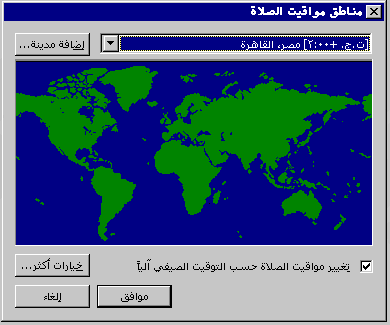 مناطق مواقيت الصلاة
[ت.ج. +٢:٠٠] مصر، القاهرة
إضافة مدينة...
تغيير مواقيت الصلاة حسب التوقيت الصيفي آلياً
خيارات أكثر...
موافق
إلغاء